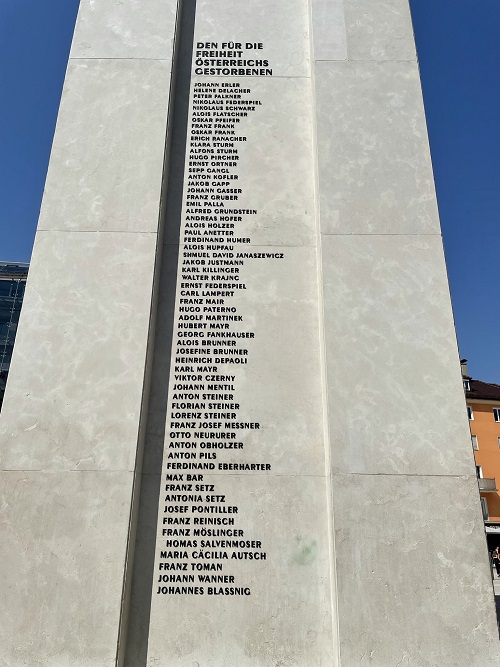 DEN FÜR DIE
FREIHEIT
ÖSTERREICHS
GESTORBENEN
JOHANN ERLER
HELENE DELACHER
PETER FALKNER
NIKOLAUS FEDERSPIEL
NIKOLAUS SCHWARZ
ALOIS FLATSCHER
OSKAR PFEIFER
FRANZ FRANK
OSKAR FRANK
ERICH RANACHER
KLARA STURM
ALFONS STURM
HUGO PIRCHER
ERNST ORTNER
SEPP GANGL
ANTON KOFLER
JAKOB GAPP
JOHANN GASSER
FRANZ GRUBER
EMIL PALLA
ALFRED GRUNDSTEIN
ANDREAS HOFER
ALOIS HOLZER
PAUL ANETTER
FERDINAND HUMER
ALOIS HUPFAU
SHMUEL DAVID JANASZEWICZ
JAKOB JUSTMANN
KARL KILLINGER
WALTER KRAJNC
ERNST FEDERSPIEL
CARL LAMPERT
FRANZ MAIR
HUGO PATERNO
ADOLF MARTINEK
HUBERT MAYR
GEORG FANKHAUSER
ALOIS BRUNNER
JOSEFINE BRUNNER
HEINRICH DEPAOLI
KARL MAYR
VIKTOR CZERNY
JOHANN MENTIL
ANTON STEINER
FLORIAN STEINER
LORENZ STEINER
FRANZ JOSEF MESSNER
OTTO NEURURER
ANTON OBHOLZER
ANTON PILS
FERDINAND EBERHARTER
MAX BAR
FRANZ SETZ
ANTONIA SETZ
JOSEF PONTILLER
FRANZ REINISCH
FRANZ MÖSLINGER
HOMAS SALVENMOSER
MARIA CÄCILIA AUTSCH
FRANZ TOMAN
JOHANN WANNER
JOHANNES BLASSNIG